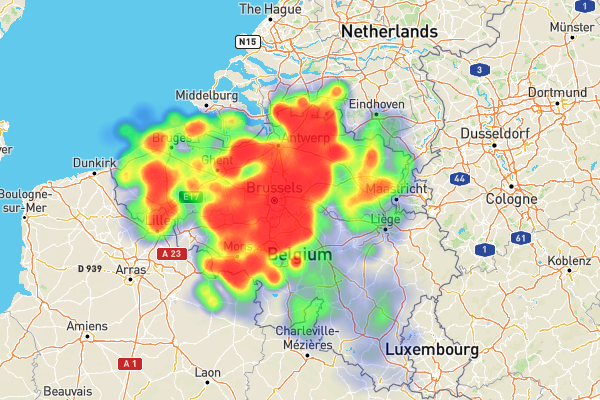 The Hague
1
Münster
Netherlands
N15
3
Dortmund
Middelburg
Eindhoven
Bruges
Antwerp
Dusseldorf
Ghent
Dunkirk
44
Brussels
Maastricht
Boulogne-
sur-Mer
E17
Cologne
Lille
Liège
61
1
Mons
Belgium
A 23
D 939
Koblenz
Arras
Charleville-
Mézières
Amiens
Luxembourg
A 1
Laon
Beauvais